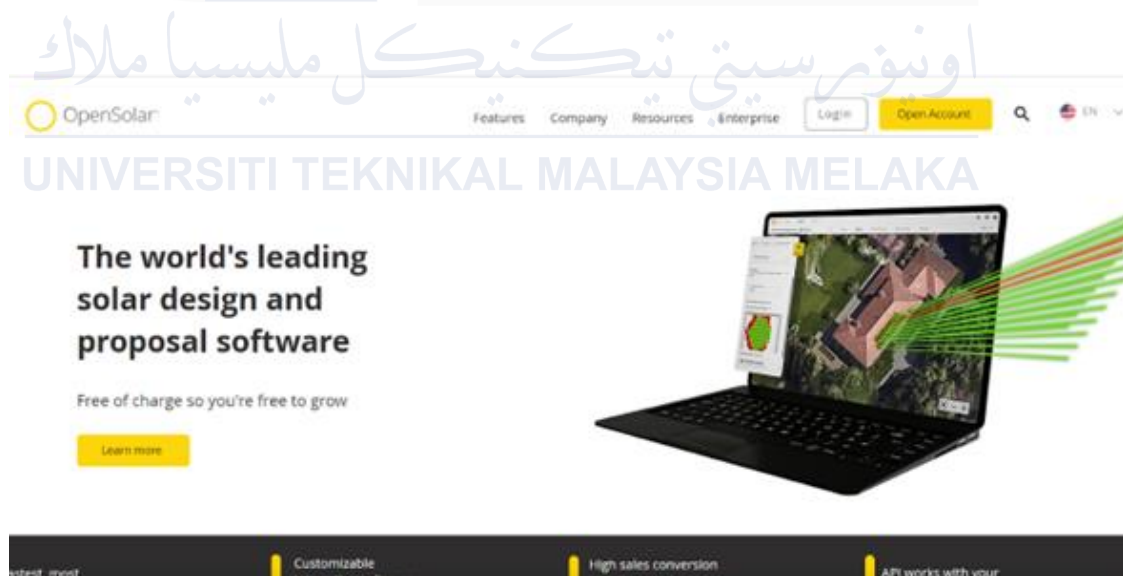 اونيۏرسيتي تيكنيكل مليسيا ملاك
OpenSolar
Features Company Resources Enterprise Login Open Account EN
UNIVERSITI TEKNIKAL MALAYSIA MELAKA
The world's leading
solar design and
proposal software
Free of charge so you're free to grow
Learn more
Customizable
High sales conversion
most
API works with your